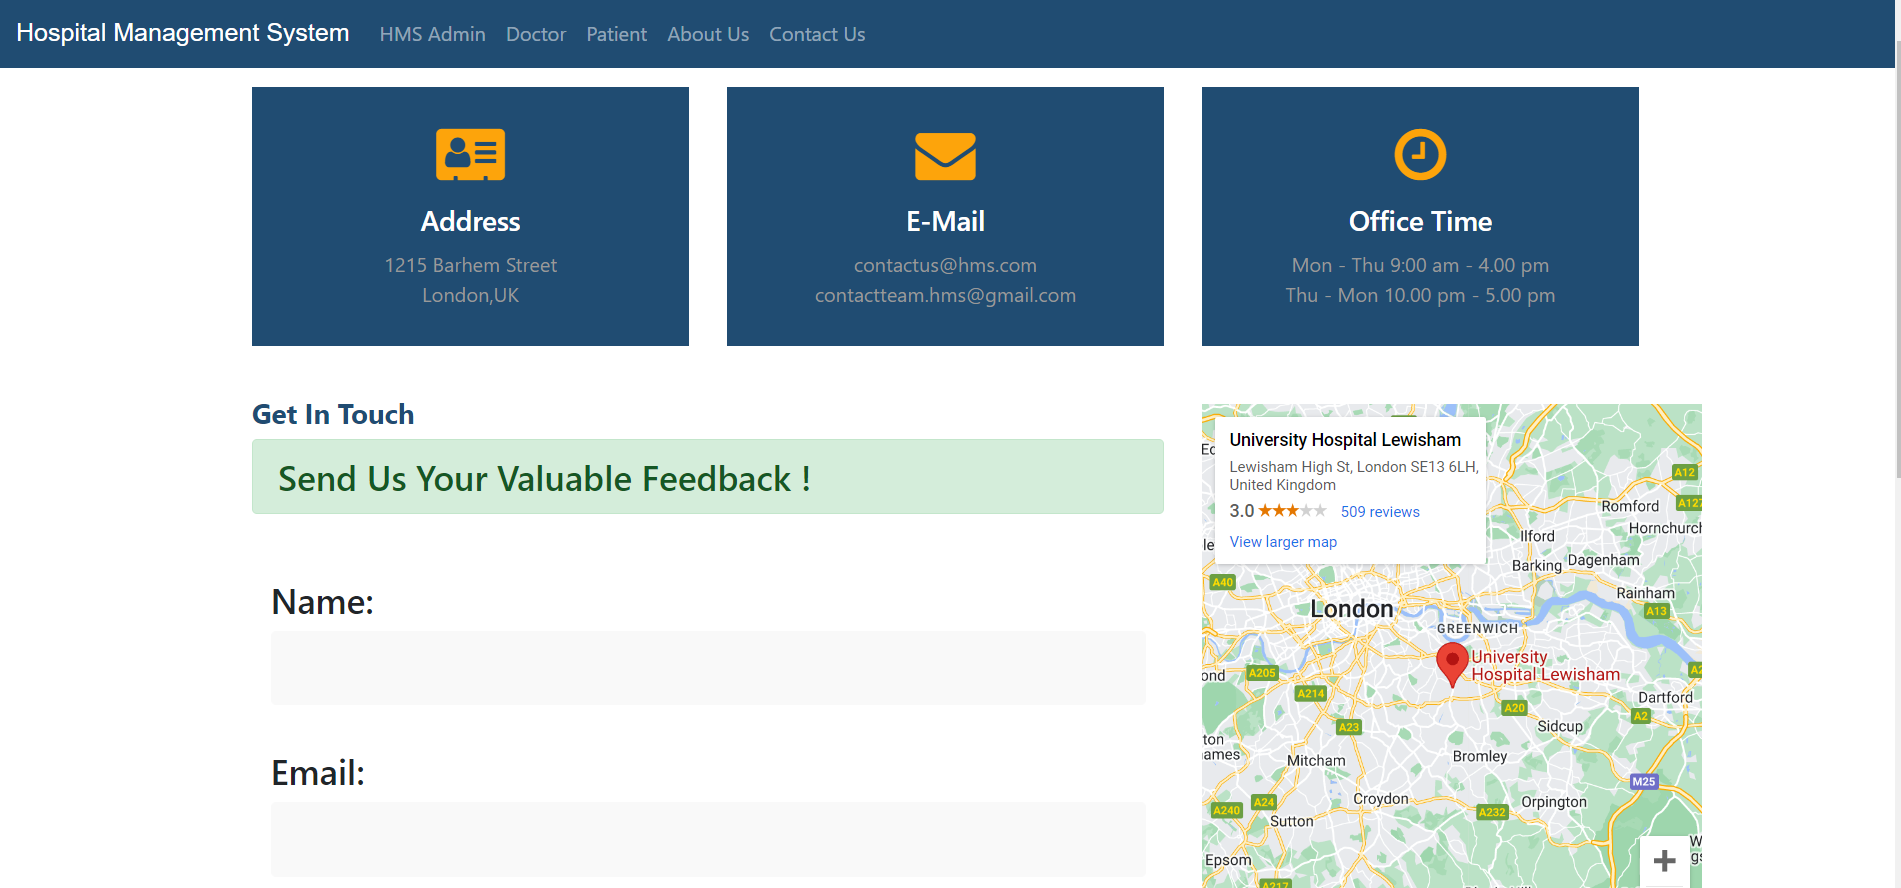 Hospital Management System
HMS Admin Doctor Patient About Us Contact Us
Address
1215 Barhem Street
London,UK
E-Mail
contactus@hms.com
contactteam.hms@gmail.com
Office Time
Mon - Thu 9:00 am - 4.00 pm
Thu - Mon 10.00 pm - 5.00 pm
Get In Touch
Send Us Your Valuable Feedback !
Name:
Email:
University Hospital Lewisham
Lewisham High St, London SE13 6LH,
United Kingdom
3.0 509 reviews
View larger map
A12
A127
Romford
Hornchurch
Ilford
Barking
Dagenham
A40
Rainham
London
A13
GREENWICH
University
Hospital Lewisham
A205
A214
Dartford
A20
A2
A23
Sidcup
Mitcham
Bromley
M25
A240
A24
Croydon
Orpington
A232
Sutton
Epsom
A217